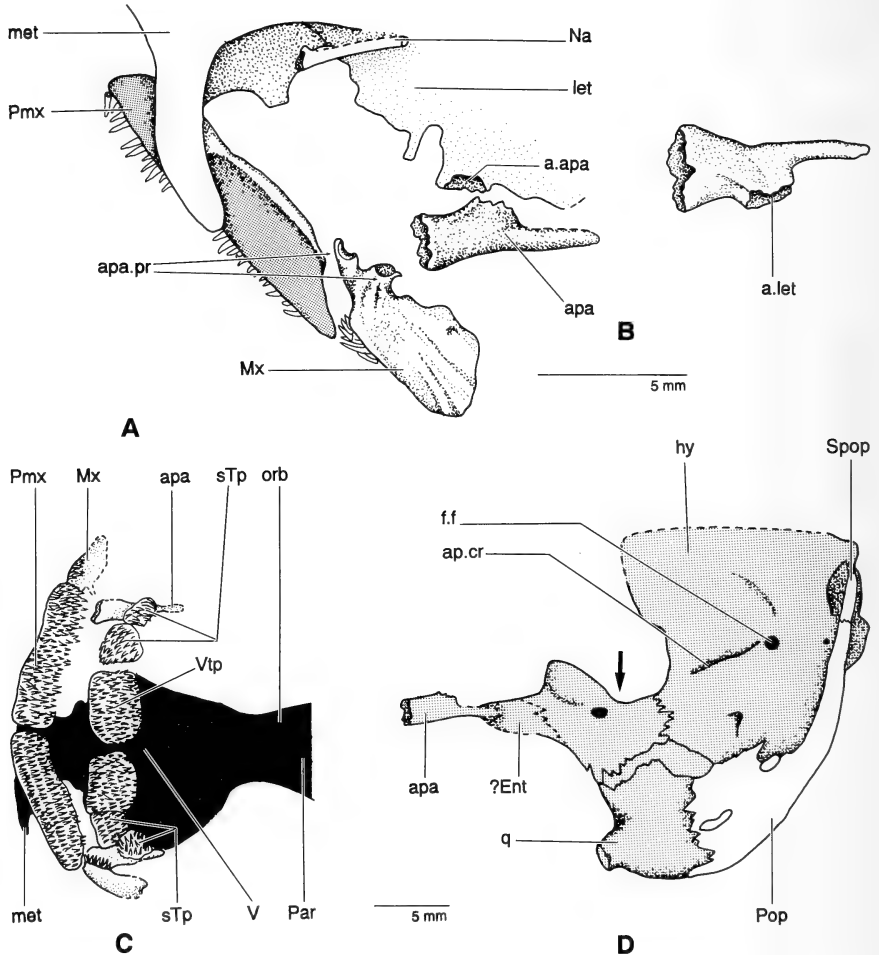 met
Na
Pmx
let
a.apa
apa.pr
apa
a.let
B
Mx
5 mm
A
hy
Spop
Pmx Mx apa sTp orb
f.f
ap.cr
Vtp
apa
?Ent
q
met sTp V Par
5 mm
Pop
C
D